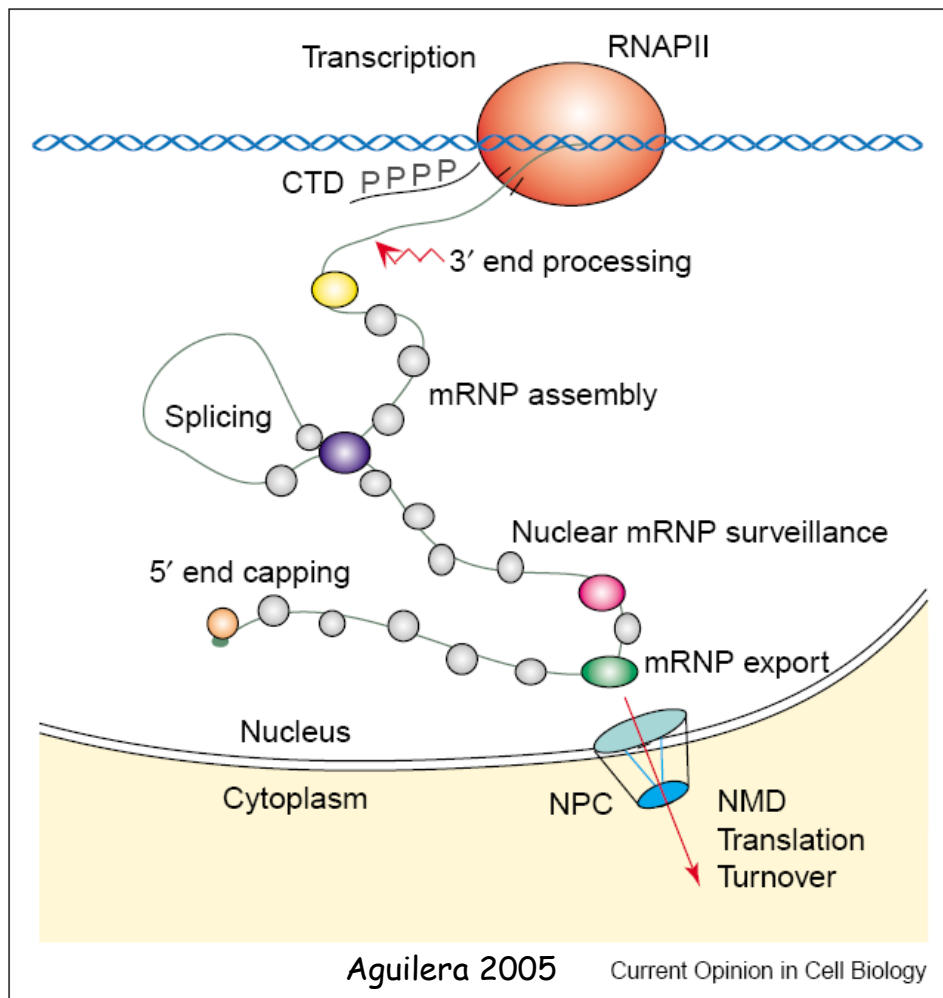 RNAPII
Transcription
CTD PPPP
3′ end processing
mRNP assembly
Splicing
Nuclear mRNP surveillance
5′ end capping
mRNP export
Nucleus
Cytoplasm
NPC
NMD
Translation
Turnover
Aguilera 2005
Current Opinion in Cell Biology